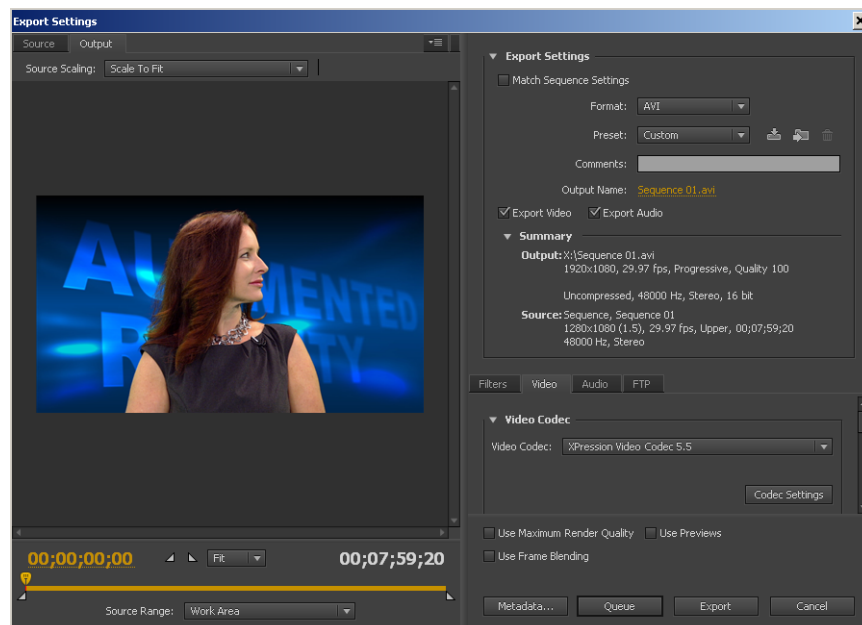 Export Settings
Source
Output
Source Scaling: Scale To Fit
AUGMENTED
00;00;00;00
Fit
00;07;59;20
Source Range: Work Area
Export Settings
Match Sequence Settings
Format: AVI
Preset: Custom
Comments:
Output Name: Sequence 01.avi
Export Video
Export Audio
Summary
Output: X:\Sequence 01.avi
1920x1080, 29.97 fps, Progressive, Quality 100
Uncompressed, 48000 Hz, Stereo, 16 bit
Source: Sequence, Sequence 01
1280x1080 (1.5), 29.97 fps, Upper, 00;07;59;20
48000 Hz, Stereo
Filters
Video
Audio
FTP
Video Codec
Video Codec: XPression Video Codec 5.5
Codec Settings
Use Maximum Render Quality
Use Previews
Use Frame Blending
Metadata...
Queue
Export
Cancel